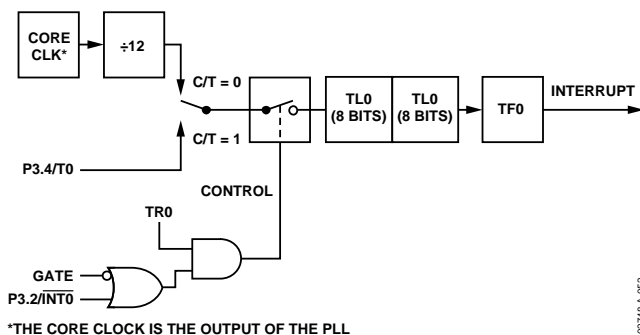 CORE
CLK*
÷12
C/T = 0
C/T = 1
P3.4/T0
TL0
(8 BITS)
TL0
(8 BITS)
TF0
INTERRUPT
CONTROL
TR0
GATE
P3.2/INT0
*THE CORE CLOCK IS THE OUTPUT OF THE PLL